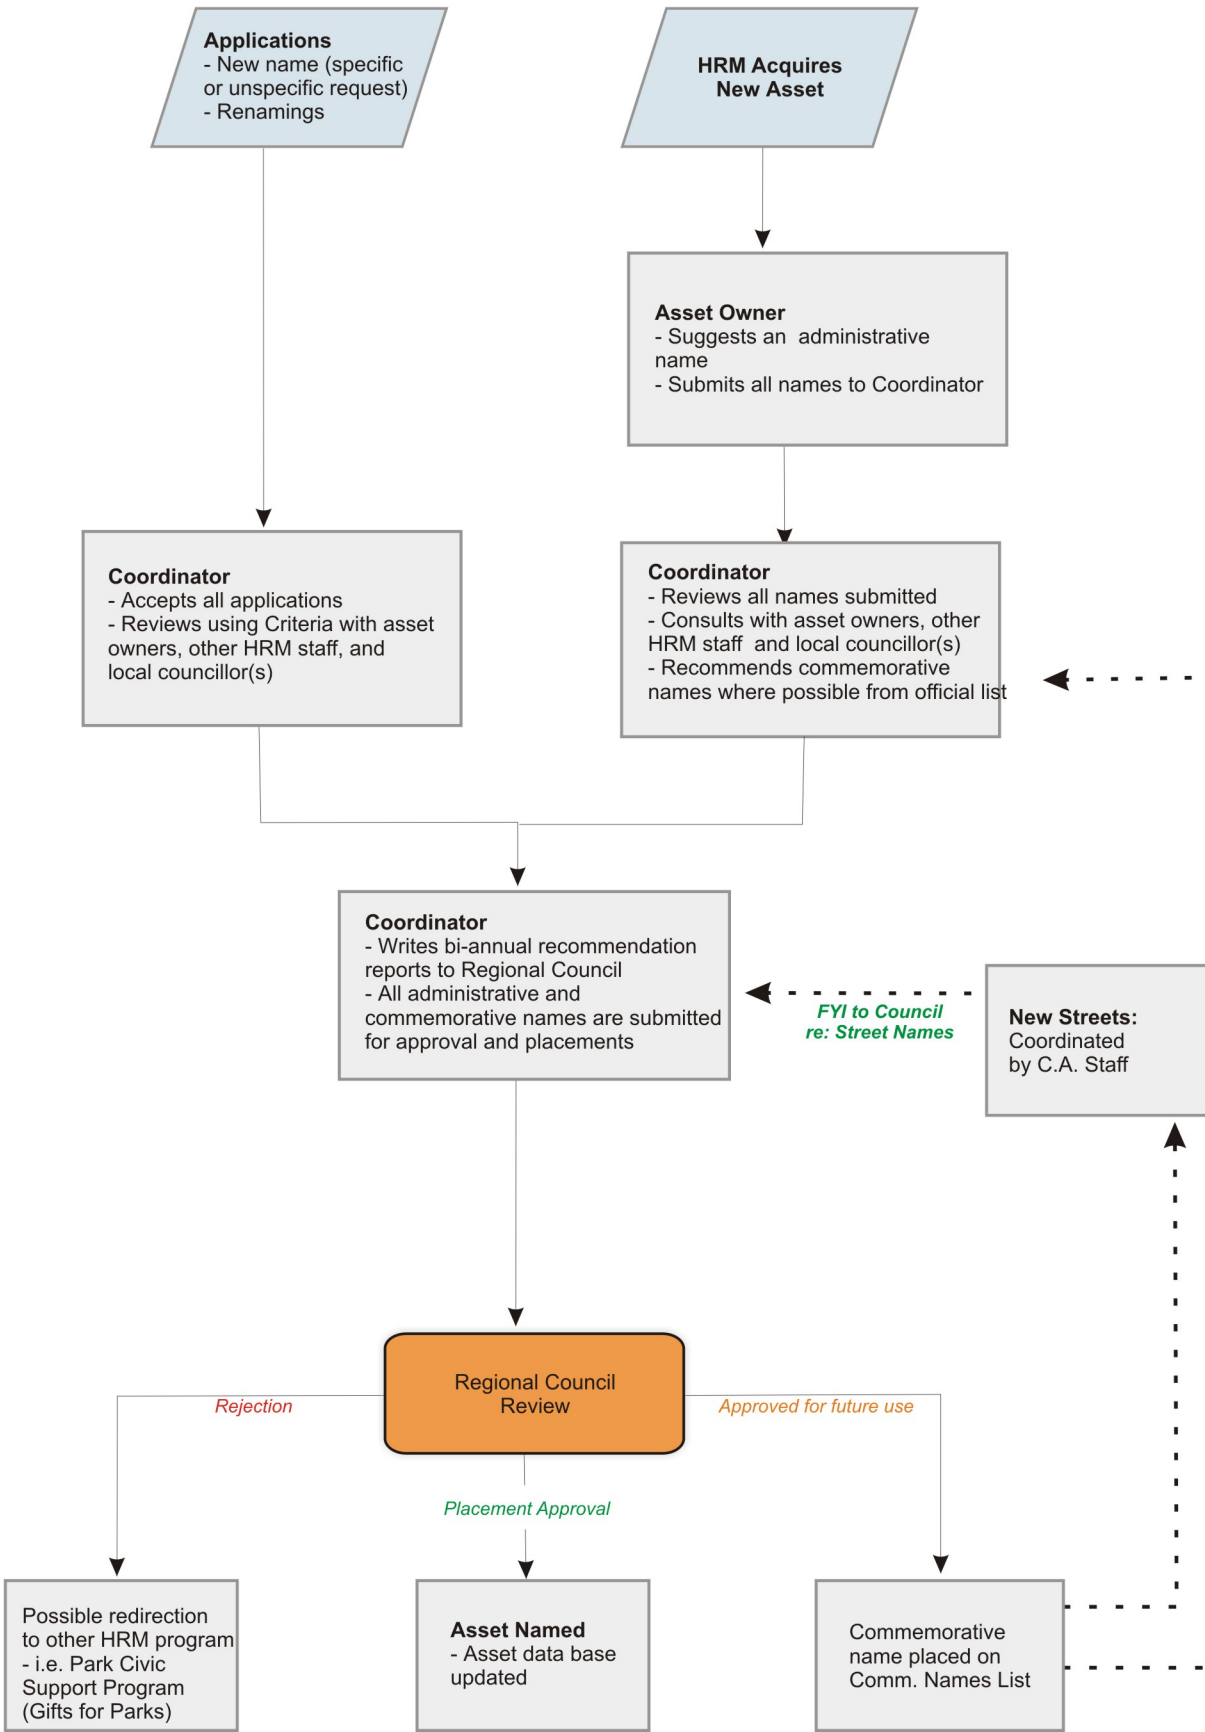 Applications
- New name (specific
or unspecific request)
- Renamings
HRM Acquires
New Asset
Asset Owner
- Suggests an  administrative
name
- Submits all names to Coordinator
Coordinator
- Accepts all applications
- Reviews using Criteria with asset
owners, other HRM staff, and
local councillor(s)
Coordinator
- Reviews all names submitted
- Consults with asset owners, other
HRM staff  and local councillor(s)
- Recommends commemorative
names where possible from official list
Coordinator
- Writes bi-annual recommendation
reports to Regional Council
- All administrative and
commemorative names are submitted
for approval and placements
FYI to Council
re: Street Names
New Streets:
Coordinated
by C.A. Staff
Regional Council
Review
Rejection
Approved for future use
Placement Approval
Possible redirection
to other HRM program
- i.e. Park Civic
Support Program
(Gifts for Parks)
Asset Named
- Asset data base
updated
Commemorative
name placed on
Comm. Names List